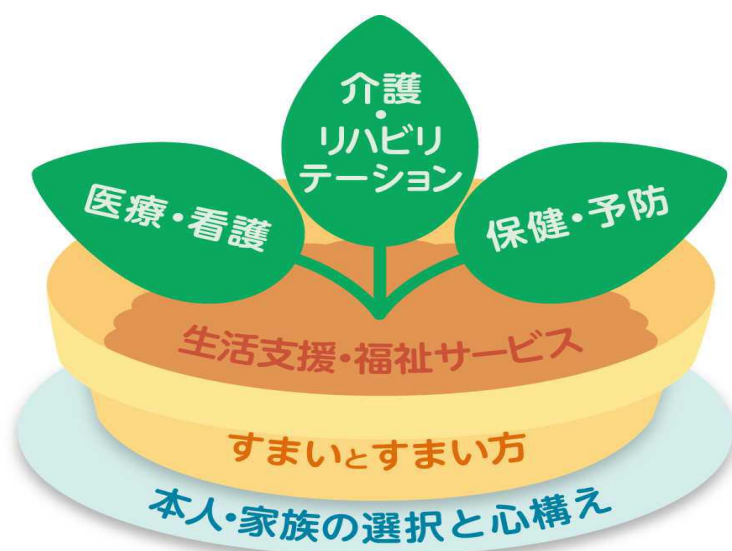 介護
・
リハビリ
テーション
医療・看護
保健・予防
生活支援・福祉サービス
すまいとすまい方
本人・家族の選択と心構え